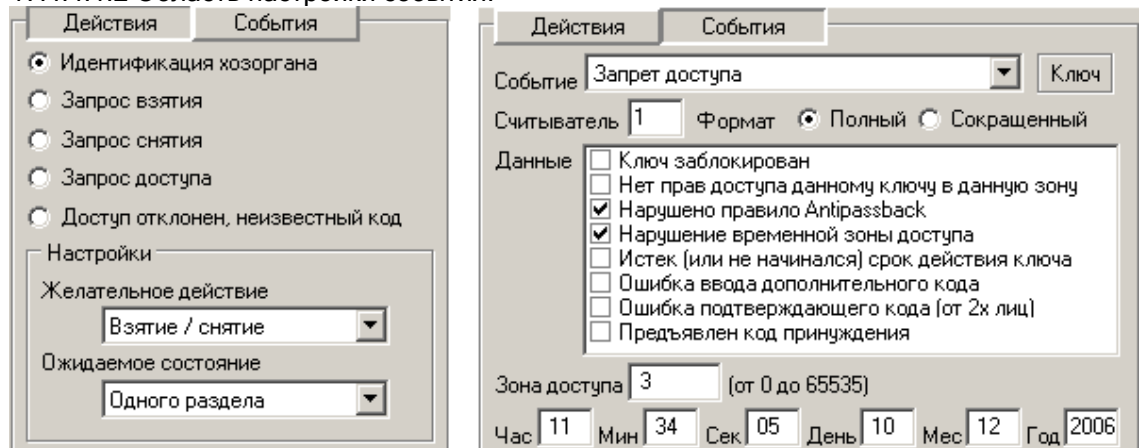 Действия События
Идентификация хозоргана
Запрос взятия
Запрос снятия
Запрос доступа
Доступ отклонен, неизвестный код
Настройки
Желательное действие
Взятие / снятие
Ожидаемое состояние
Одного раздела
Действия События
Событие Запрет доступа Ключ
Считыватель 1 Формат Полный Сокращенный
Данные Ключ заблокирован
Нет прав доступа данному ключу в данную зону
Нарушено правило Antipassback
Нарушение временной зоны доступа
Истек (или не начинался) срок действия ключа
Ошибка ввода дополнительного кода
Ошибка подтверждающего кода (от 2х лиц)
Предъявлен код принуждения
Зона доступа 3 (от 0 до 65535)
Час 11 Мин 34 Сек 05 День 10 Мес 12 Год 2006